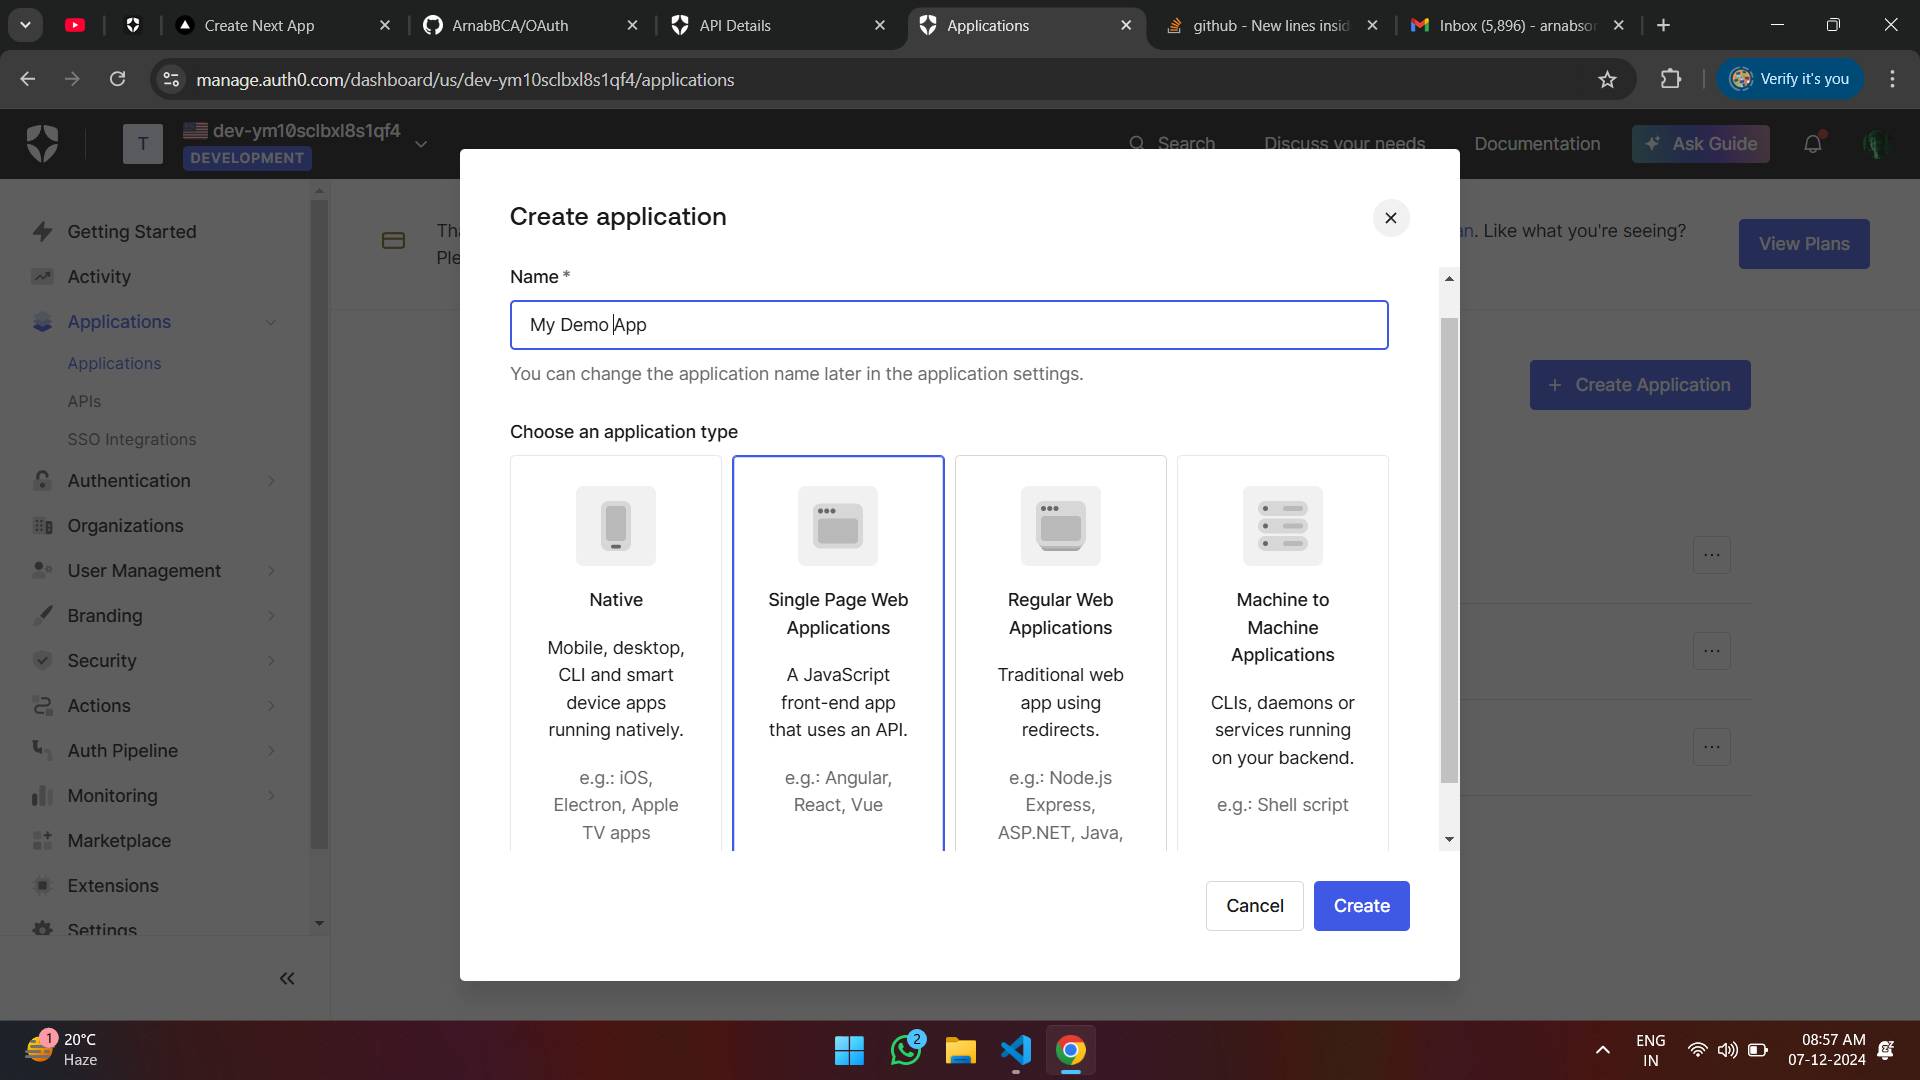 Create Next App
ArnabBCA/OAuth
API Details
Applications
github - New lines insid
Inbox (5,896) - arnabsor
manage.auth0.com/dashboard/us/dev-ym10sclbxl8s1qf4/applications
Verify it's you
T
dev-ym10sclbxl8s1qf4
DEVELOPMENT
Search
Discuss your needs
Documentation
Ask Guide
Getting Started
Activity
Applications
Applications
APIs
SSO Integrations
Authentication
Organizations
User Management
Branding
Security
Actions
Auth Pipeline
Monitoring
Marketplace
Extensions
Settings
an. Like what you're seeing?
Ple
View Plans
+ Create Application
Create application
Name *
My Demo App
You can change the application name later in the application settings.
Choose an application type
Native
Mobile, desktop,
CLI and smart
device apps
running natively.
e.g.: iOS,
Electron, Apple
TV apps
Single Page Web
Applications
A JavaScript
front-end app
that uses an API.
e.g.: Angular,
React, Vue
Regular Web
Applications
Traditional web
app using
redirects.
e.g.: Node.js
Express,
ASP.NET, Java,
Machine to
Machine
Applications
CLIs, daemons or
services running
on your backend.
e.g.: Shell script
Cancel
Create
1
20°C
Haze
2
ENG
IN
08:57 AM
07-12-2024